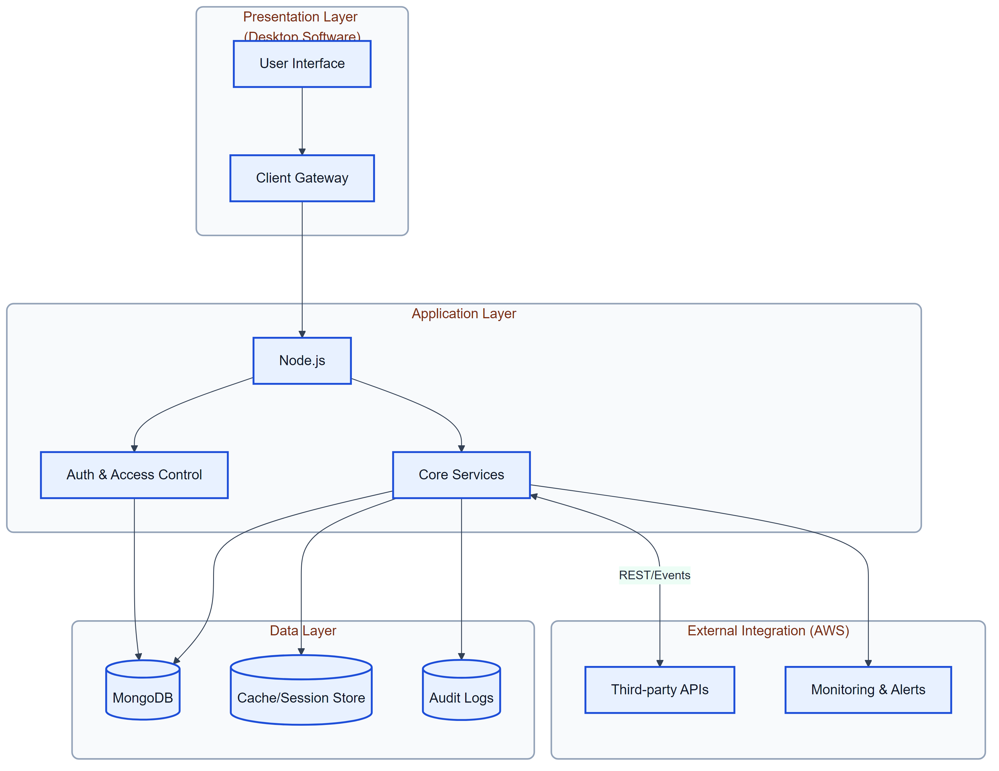 Presentation Layer
(Desktop Software)
User Interface
Client Gateway
Application Layer
Node.js
Auth & Access Control
Core Services
REST/Events
Data Layer
External Integration (AWS)
MongoDB
Cache/Session Store
Audit Logs
Third-party APIs
Monitoring & Alerts